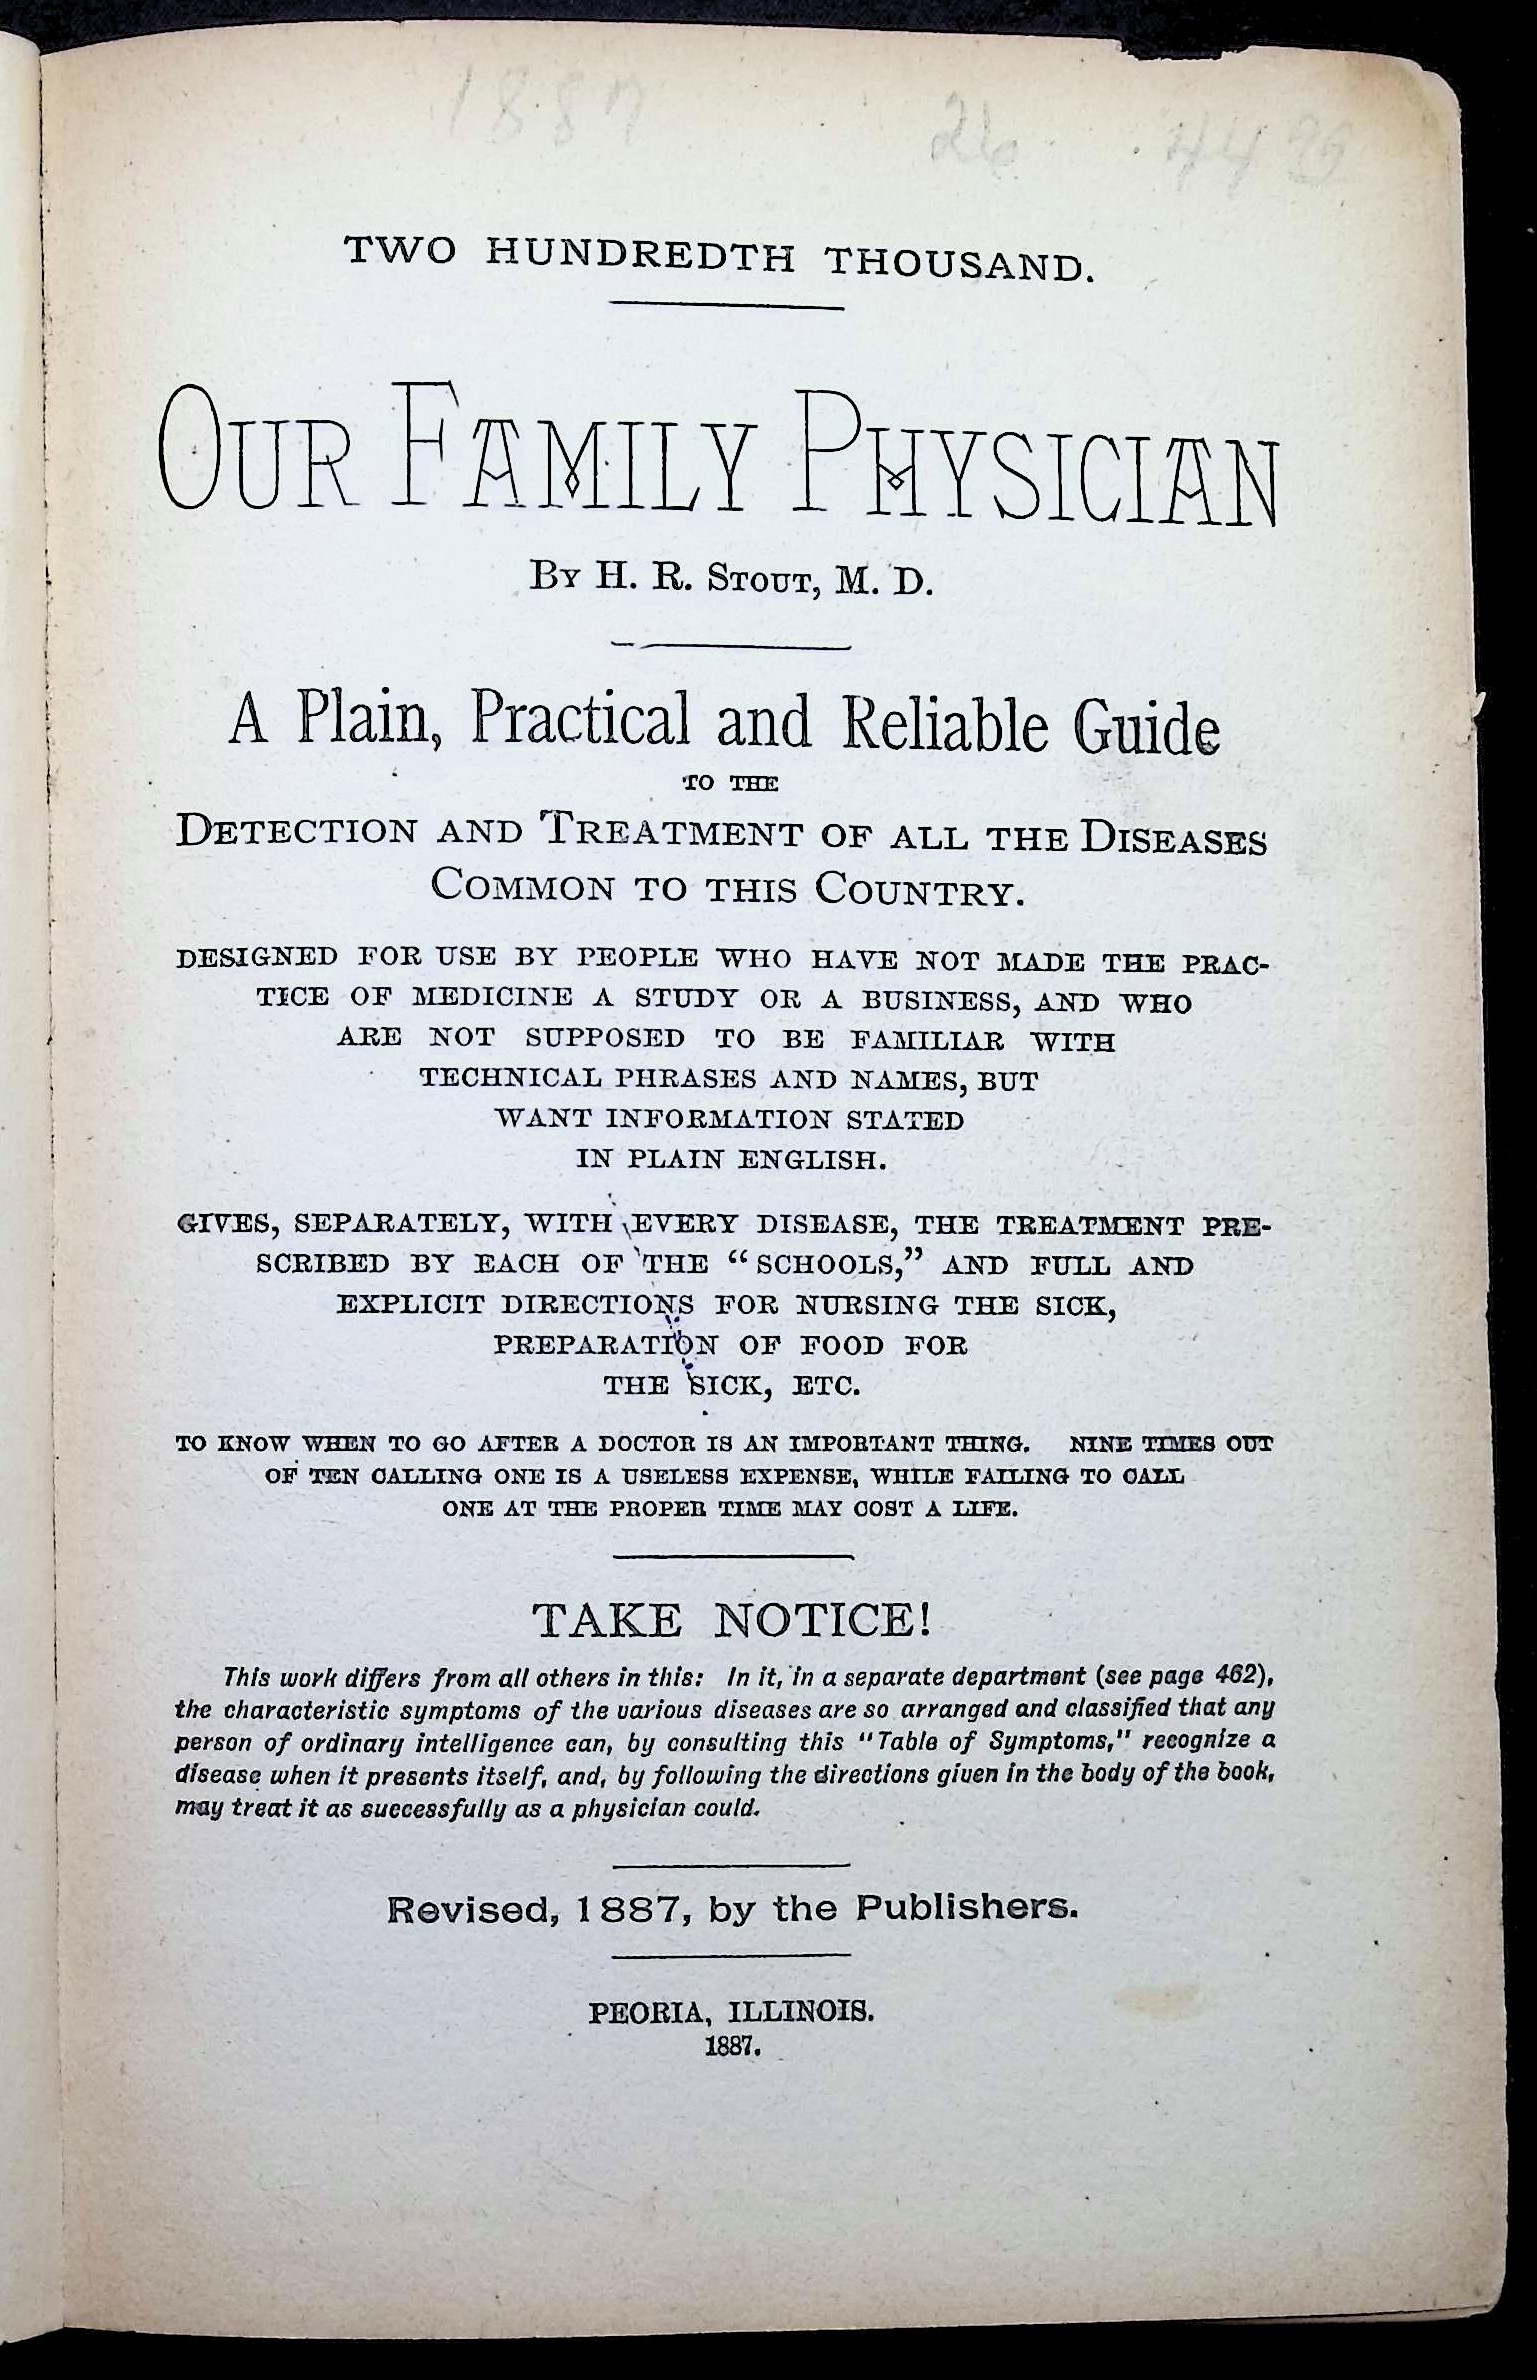 1887 26
TWO HUNDREDTH THOUSAND.
OUR FAMILY PHYSICIAN
BY H. R. STOUT, M. D.
A Plain, Practical and Reliable Guide
TO THE
DETECTION AND TREATMENT OF ALL THE DISEASES
COMMON TO THIS COUNTRY.
DESIGNED FOR USE BY PEOPLE WHO HAVE NOT MADE THE PRAC-
TICE OF MEDICINE A STUDY OR A BUSINESS, AND WHO
ARE NOT SUPPOSED TO BE FAMILIAR WITH
TECHNICAL PHRASES AND NAMES, BUT
WANT INFORMATION STATED
IN PLAIN ENGLISH.
GIVES, SEPARATELY, WITH EVERY DISEASE, THE TREATMENT PRE-
SCRIBED BY EACH OF THE “SCHOOLS,” AND FULL AND
EXPLICIT DIRECTIONS FOR NURSING THE SICK,
PREPARATION OF FOOD FOR
THE SICK, ETC.
TO KNOW WHEN TO GO AFTER A DOCTOR IS AN IMPORTANT THING. NINE TIMES OUT
OF TEN CALLING ONE IS A USELESS EXPENSE, WHILE FAILING TO CALL
ONE AT THE PROPER TIME MAY COST A LIFE.
TAKE NOTICE!
This work differs from all others in this: In it, in a separate department (see page 462),
the characteristic symptoms of the various diseases are so arranged and classified that any
person of ordinary intelligence can, by consulting this "Table of Symptoms," recognize a
disease when it presents itself, and, by following the directions given in the body of the book,
may treat it as successfully as a physician could.
Revised, 1887, by the Publishers.
PEORIA, ILLINOIS.
1887.